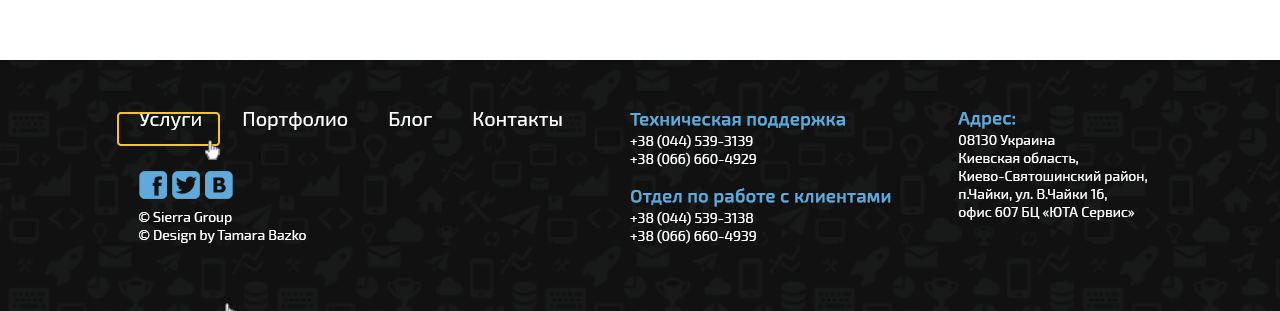 Услуги Портфолио Блог Контакты
© Sierra Group
© Design by Tamara Bazko
Техническая поддержка
+38 (044) 539-3139
+38 (066) 660-4929
Отдел по работе с клиентами
+38 (044) 539-3138
+38 (066) 660-4939
Адрес:
08130 Украина
Киевская область,
Киево-Святошинский район,
п.Чайки, ул. В.Чайки 16,
офис 607 БЦ «ЮТА Сервис»